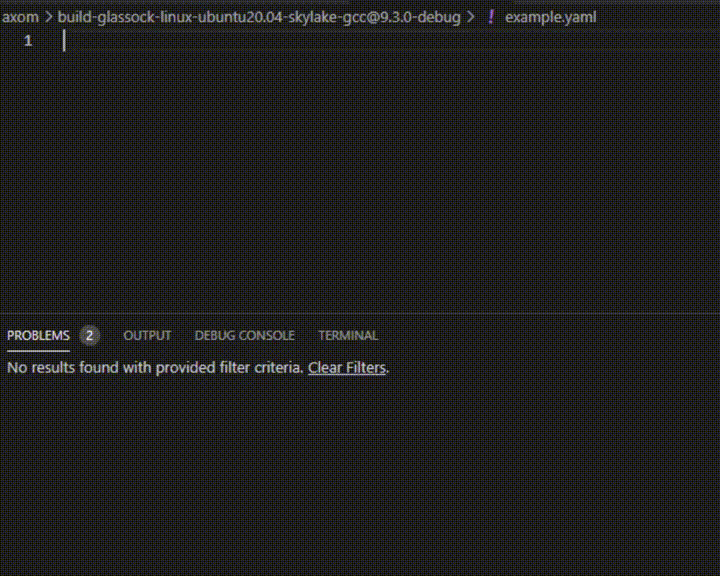 axom > build-glassock-linux-ubuntu20.04-skylake-gcc@9.3.0-debug > ! example.yaml
1
PROBLEMS 2 OUTPUT DEBUG CONSOLE TERMINAL
No results found with provided filter criteria. Clear Filters.